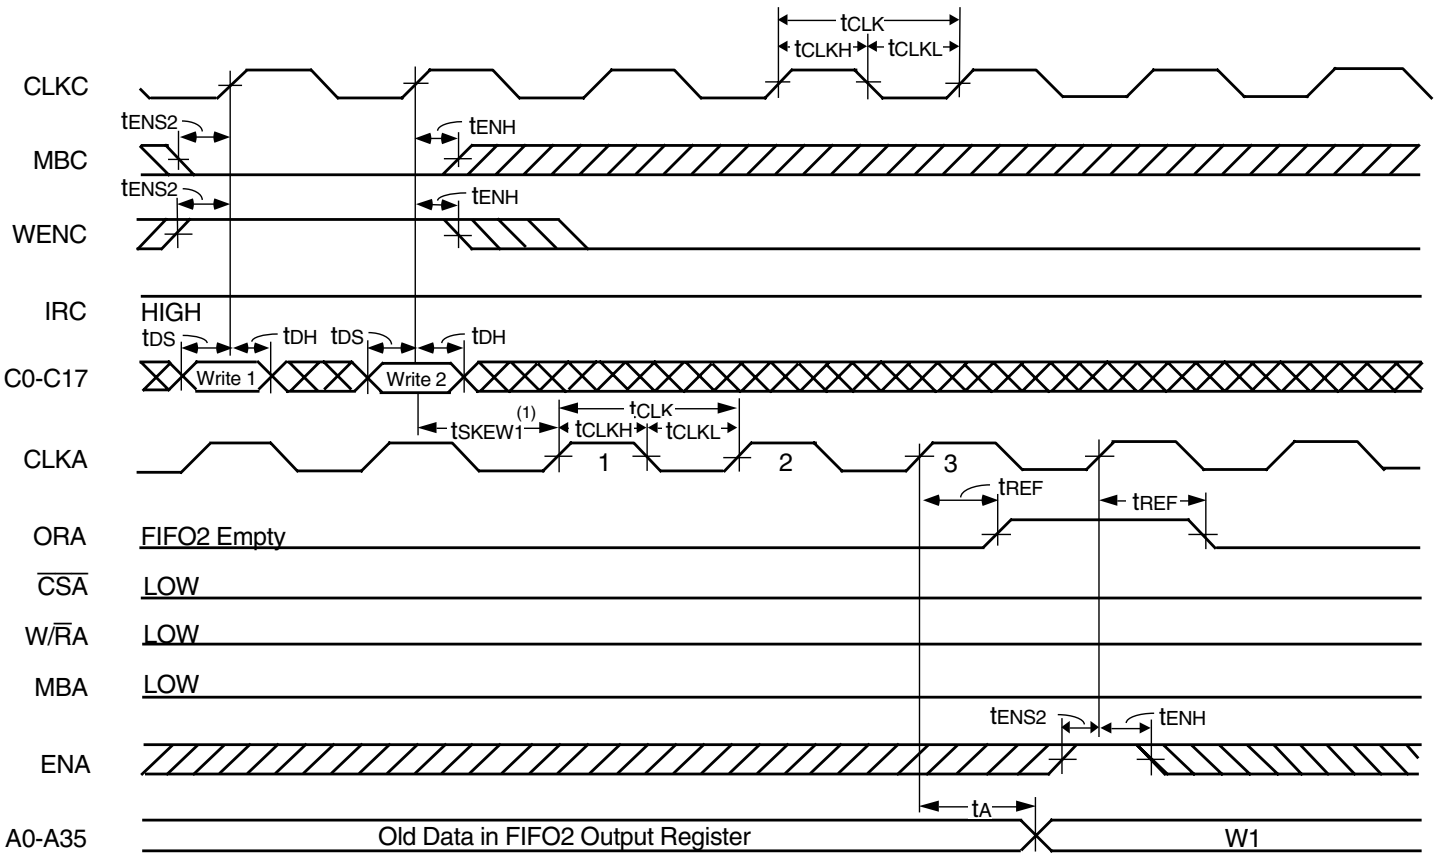 tCLK
tCLKH tCLKL
CLKC
tENS2 tENH
MBC
tENS2 tENH
WENC
IRC HIGH
tDS tDH tDS tDH
C0-C17 Write 1 Write 2
tSKEW1(1) tCLK
tCLKH tCLKL
CLKA 1 2 3
tREF tREF
ORA FIFO2 Empty
CSA LOW
W/RA LOW
MBA LOW
tENS2 tENH
ENA
tA
A0-A35 Old Data in FIFO2 Output Register W1